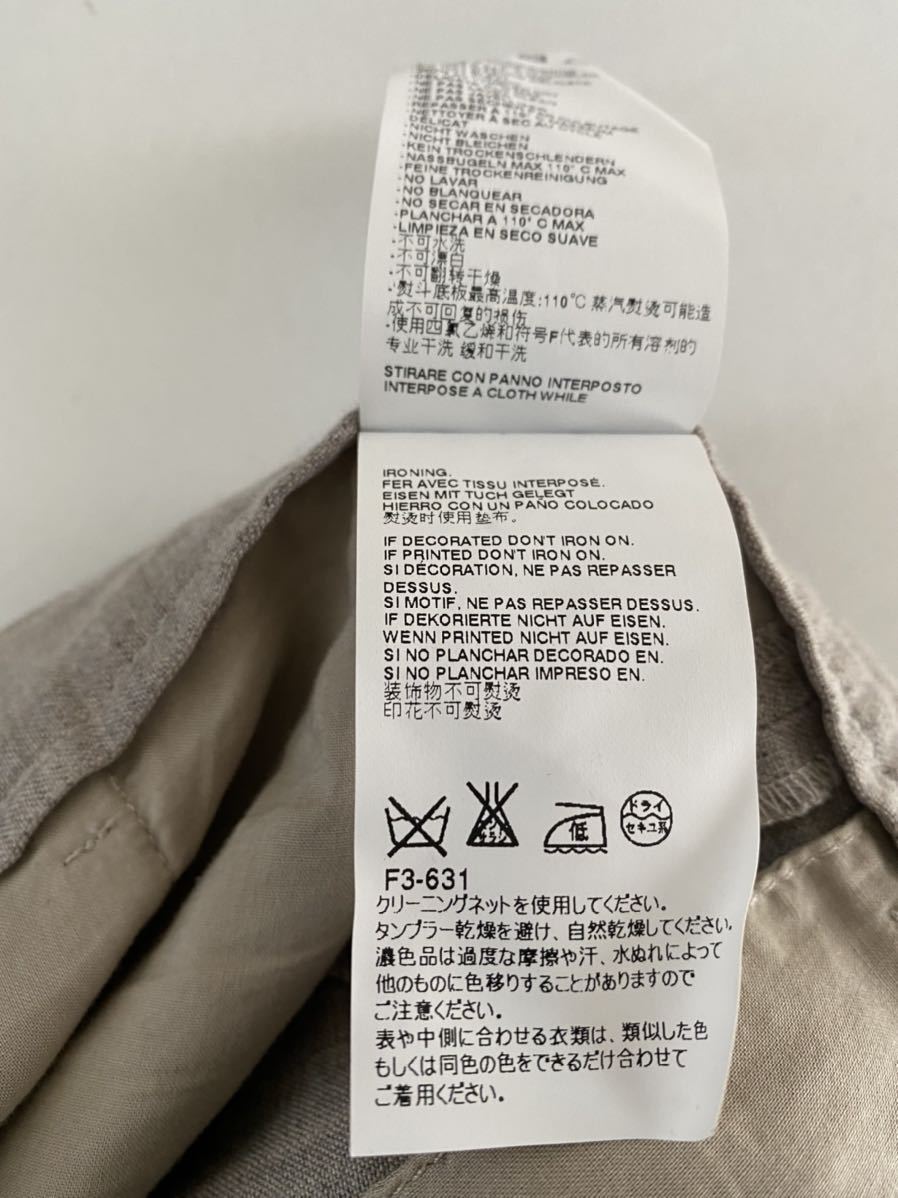 ·NE PAS
·REPASSER A 110°
·NETTOYER A SEC AU
DELICAT
·NICHT WASCHEN
·NICHT BLEICHEN
·KEIN TROCKENSCHLENDERN
·NASSBUGELN MAX 110° C MAX
·FEINE TROCKENREINIGUNG
·NO LAVAR
·NO BLANQUEAR
·NO SECAR EN SECADORA
·PLANCHAR A 110° C MAX
·LIMPIEZA EN SECO SUAVE
·不可水洗
·不可漂白
·不可翻转干燥
·熨斗底板最高温度:110°C 蒸汽熨烫可能造
成不可回复的损伤
·使用四氯乙烯和符号F代表的所有溶剂的
专业干洗 缓和干洗
STIRARE CON PANNO INTERPOSTO
INTERPOSE A CLOTH WHILE
IRONING.
FER AVEC TISSU INTERPOSÉ.
EISEN MIT TUCH GELEGT
HIERRO CON UN PAÑO COLOCADO
熨烫时使用垫布。
IF DECORATED DON'T IRON ON.
IF PRINTED DON'T IRON ON.
SI DÉCORATION, NE PAS REPASSER
DESSUS.
SI MOTIF, NE PAS REPASSER DESSUS.
IF DEKORIERTE NICHT AUF EISEN.
WENN PRINTED NICHT AUF EISEN.
SI NO PLANCHAR DECORADO EN.
SI NO PLANCHAR IMPRESO EN.
装饰物不可熨烫
印花不可熨烫
低
ドライ
セキユ系
F3-631
クリーニングネットを使用してください。
タンブラー乾燥を避け、自然乾燥してください。
濃色品は過度な摩擦や汗、水ぬれによって
他のものに色移りすることがありますので
ご注意ください。
表や中側に合わせる衣類は、類似した色
もしくは同色の色をできるだけ合わせて
ご着用ください。